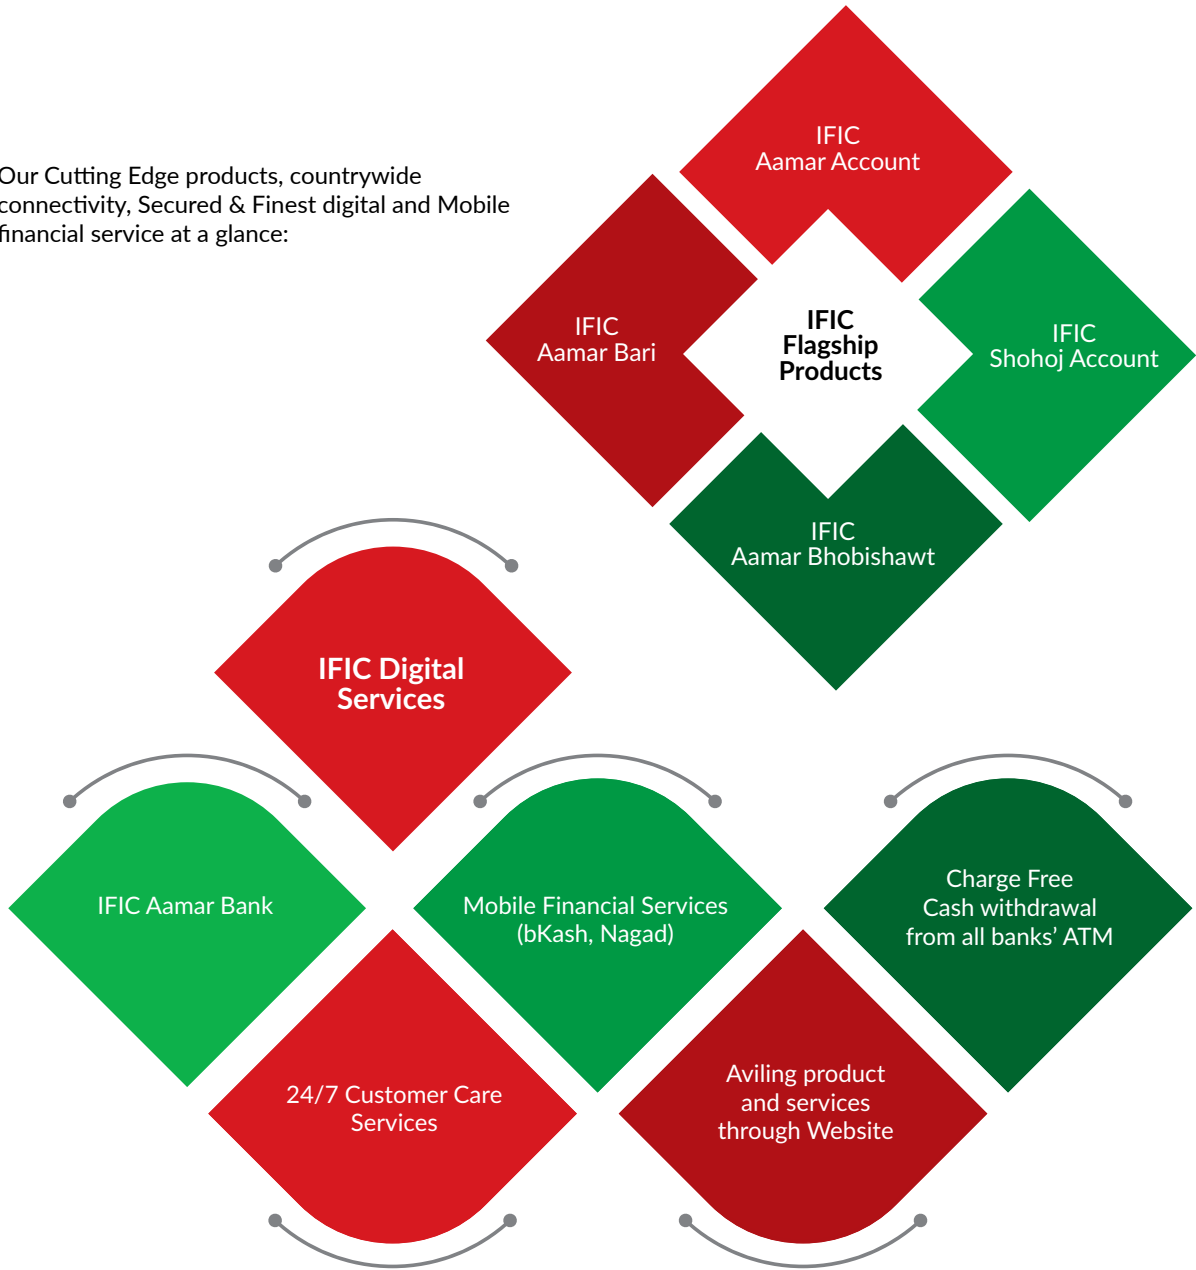 Our Cutting Edge products, countrywide
connectivity, Secured & Finest digital and Mobile
financial service at a glance:
IFIC
Aamar Account
IFIC
Aamar Bari
IFIC
Flagship
Products
IFIC
Shohoj Account
IFIC
Aamar Bhobishawt
IFIC Digital
Services
IFIC Aamar Bank
Mobile Financial Services
(bKash, Nagad)
Charge Free
Cash withdrawal
from all banks’ ATM
24/7 Customer Care
Services
Aviling product
and services
through Website